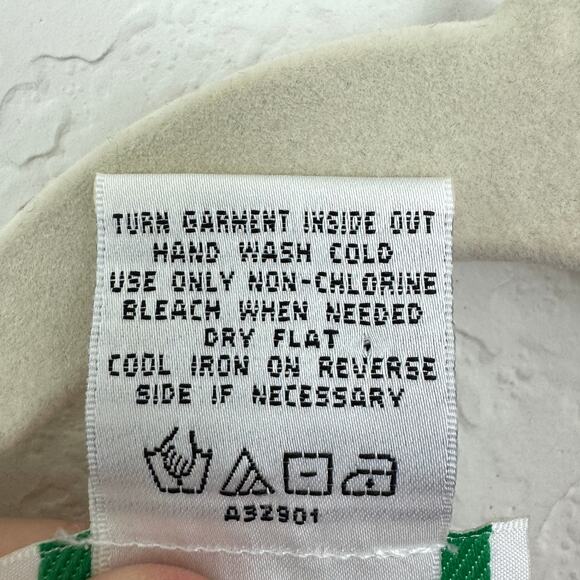 TURN GARMENT INSIDE OUT
HAND WASH COLD
USE ONLY NON-CHLORINE
BLEACH WHEN NEEDED
DRY FLAT
COOL IRON ON REVERSE
SIDE IF NECESSARY
A3Z901